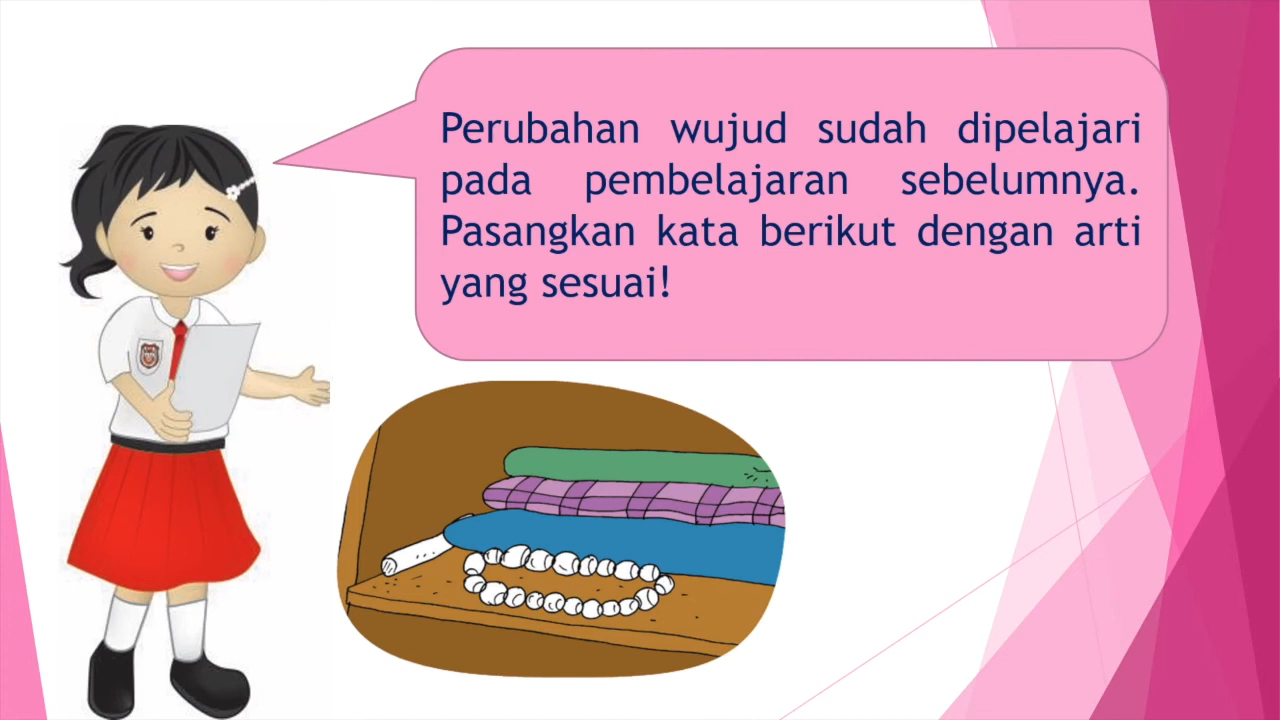 Perubahan wujud sudah dipelajari
pada pembelajaran sebelumnya.
Pasangkan kata berikut dengan arti
yang sesuai!